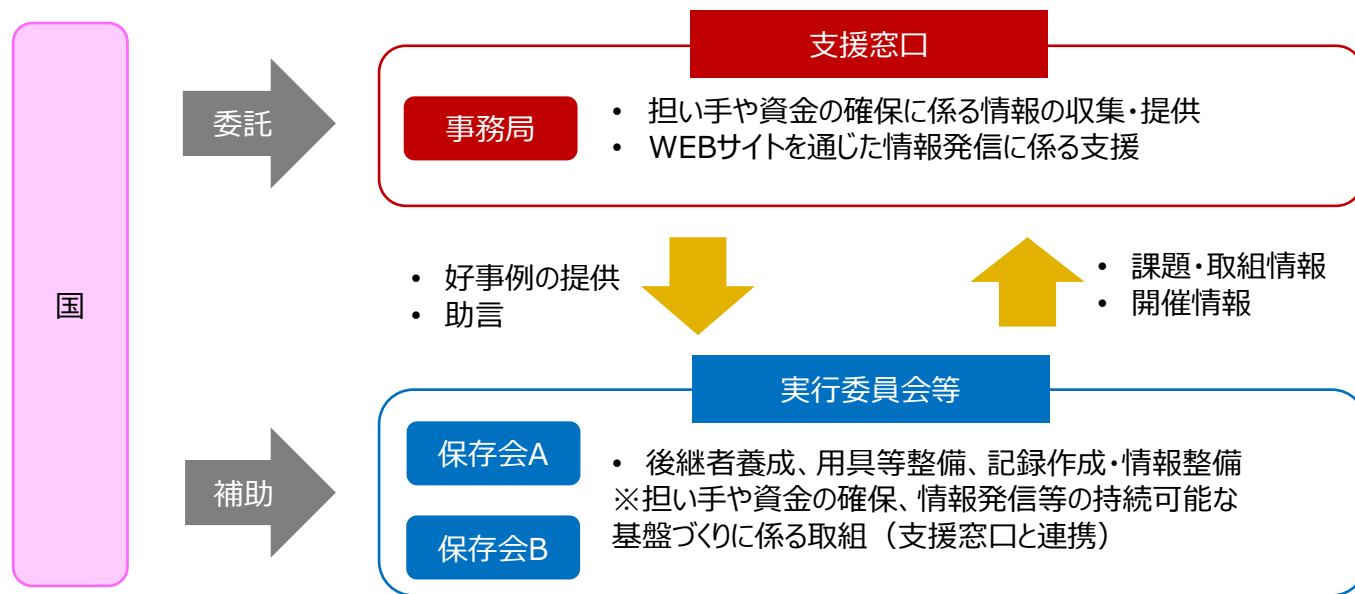 国
委託
支援窓口
事務局
• 担い手や資金の確保に係る情報の収集・提供
• WEBサイトを通じた情報発信に係る支援
• 好事例の提供
• 助言
• 課題・取組情報
• 開催情報
補助
実行委員会等
保存会A
保存会B
• 後継者養成、用具等整備、記録作成・情報整備
※担い手や資金の確保、情報発信等の持続可能な
基盤づくりに係る取組（支援窓口と連携）